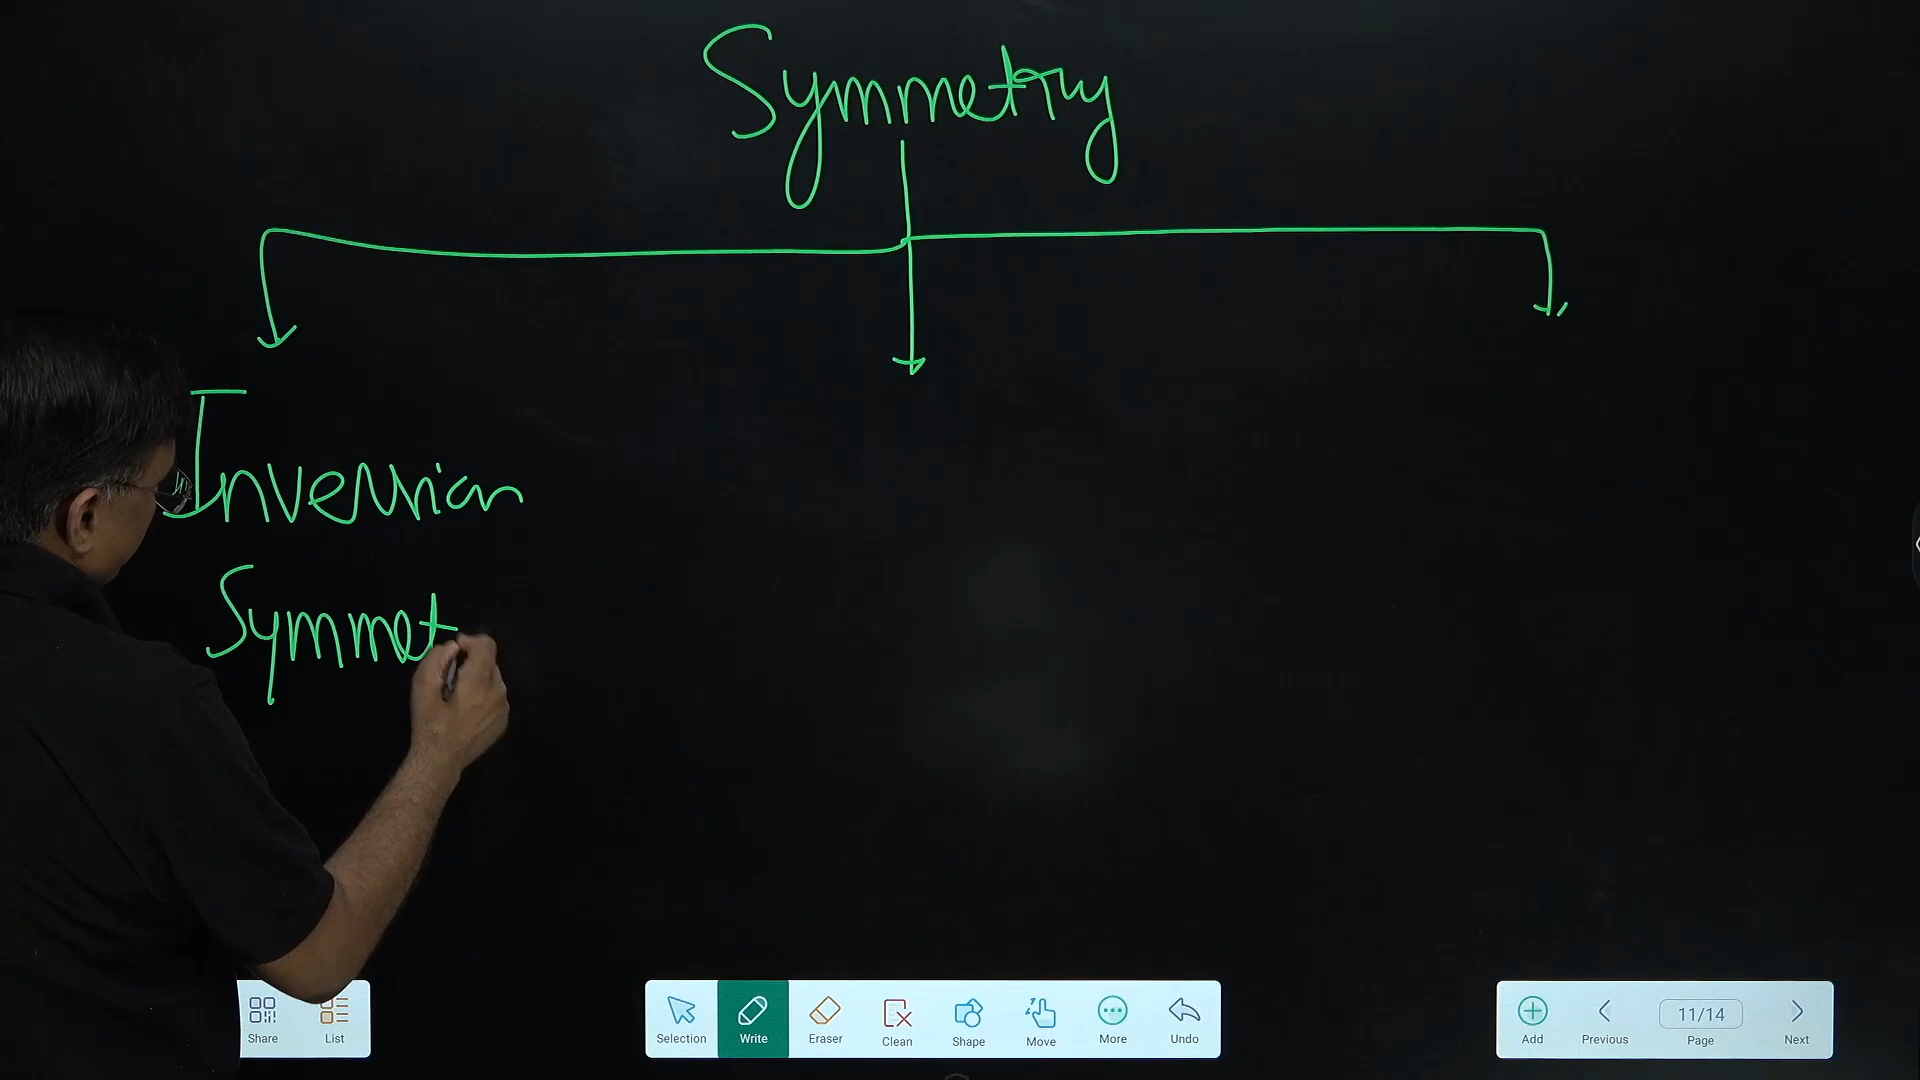 Symmetry
Inversion
Symmet
Share
List
Selection
Write
Eraser
Clean
Shape
Move
More
Undo
Add
Previous
11/14
Page
Next